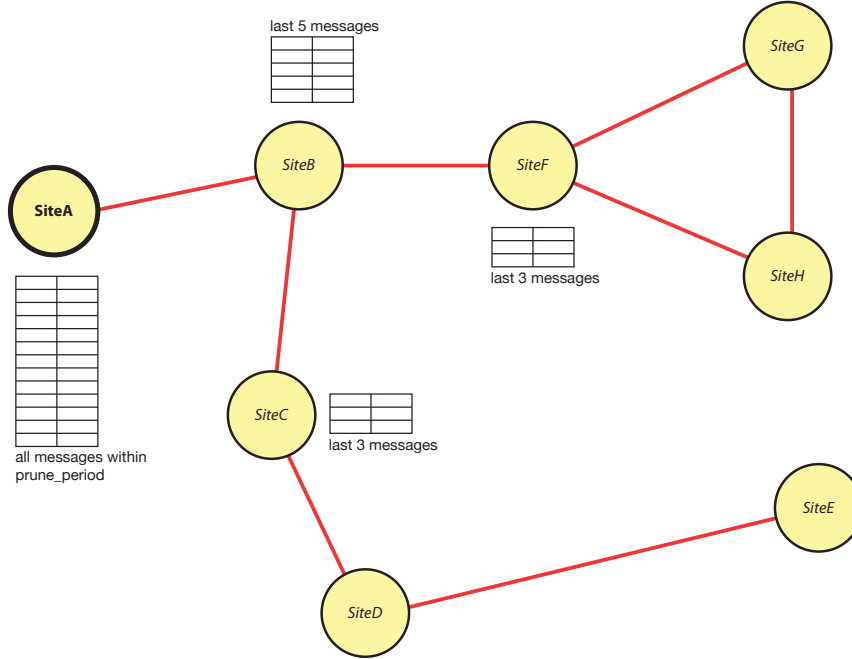 last 5 messages
SiteG
SiteB
SiteF
SiteA
last 3 messages
SiteH
SiteC
last 3 messages
all messages within
prune_period
SiteE
SiteD